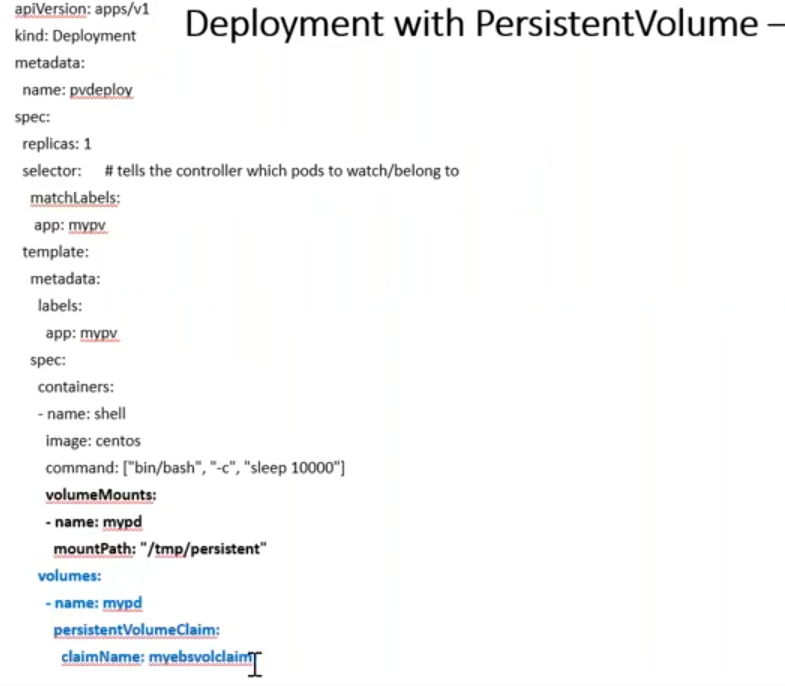 Deployment with PersistentVolume –
apiVersion: apps/v1
kind: Deployment
metadata:
  name: pvdeploy
spec:
  replicas: 1
  selector:     # tells the controller which pods to watch/belong to
    matchLabels:
     app: mypv
  template:
    metadata:
      labels:
        app: mypv
    spec:
      containers:
      - name: shell
        image: centos
        command: ["bin/bash", "-c", "sleep 10000"]
        volumeMounts:
        - name: mypd
          mountPath: "/tmp/persistent"
      volumes:
        - name: mypd
          persistentVolumeClaim:
            claimName: myebsvolclaim